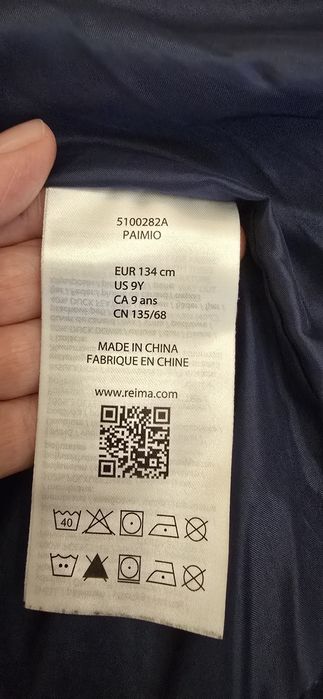 5100282A
PAIMIO
EUR 134 cm
US 9Y
CA 9 ans
CN 135/68
MADE IN CHINA
FABRIQUE EN CHINE
www.reima.com
40